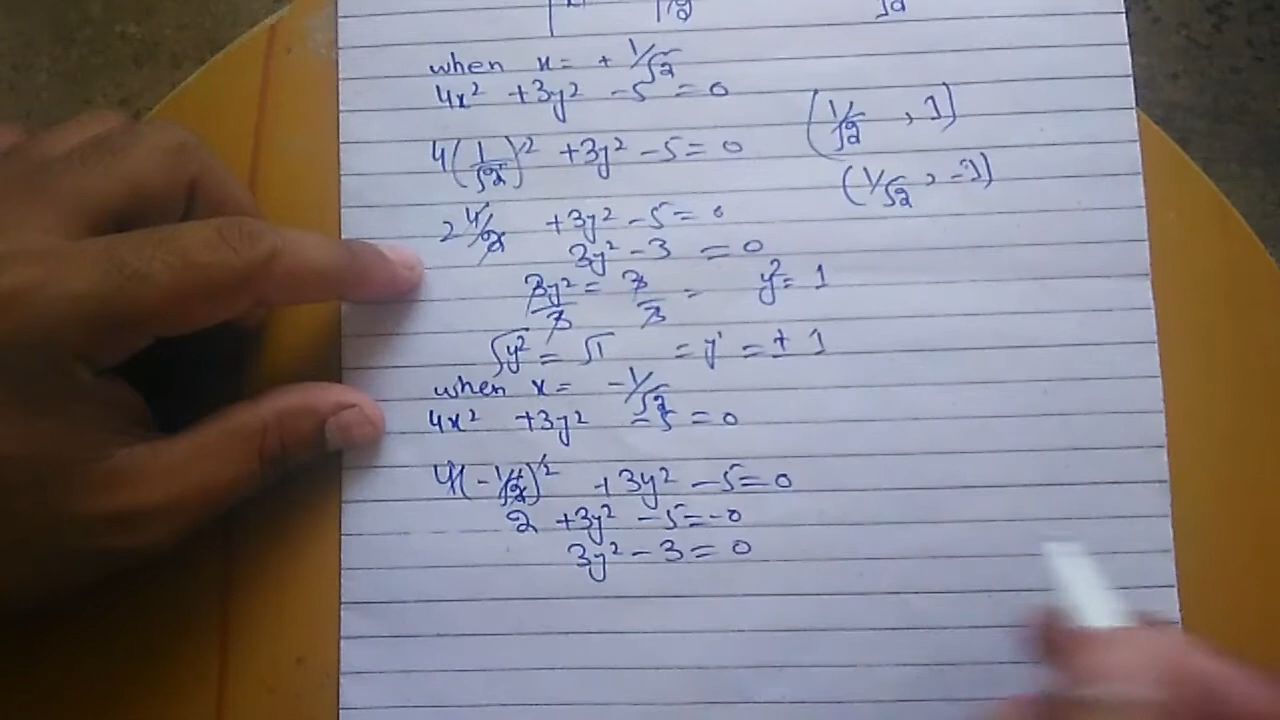 √2 √2
when x = + 1/√2
4x² + 3y² - 5 = 0
(1/√2 , 1)
4(1/√2)² + 3y² - 5 = 0
(1/√2 , -1)
2 4/2 + 3y² - 5 = 0
3y² - 3 = 0
3y²/3 = 3/3 = y² = 1
√y² = √1 = y = ± 1
when x = - 1/√2
4x² + 3y² - 5 = 0
4(- 1/√2)² + 3y² - 5 = 0
2 + 3y² - 5 = -0
3y² - 3 = 0